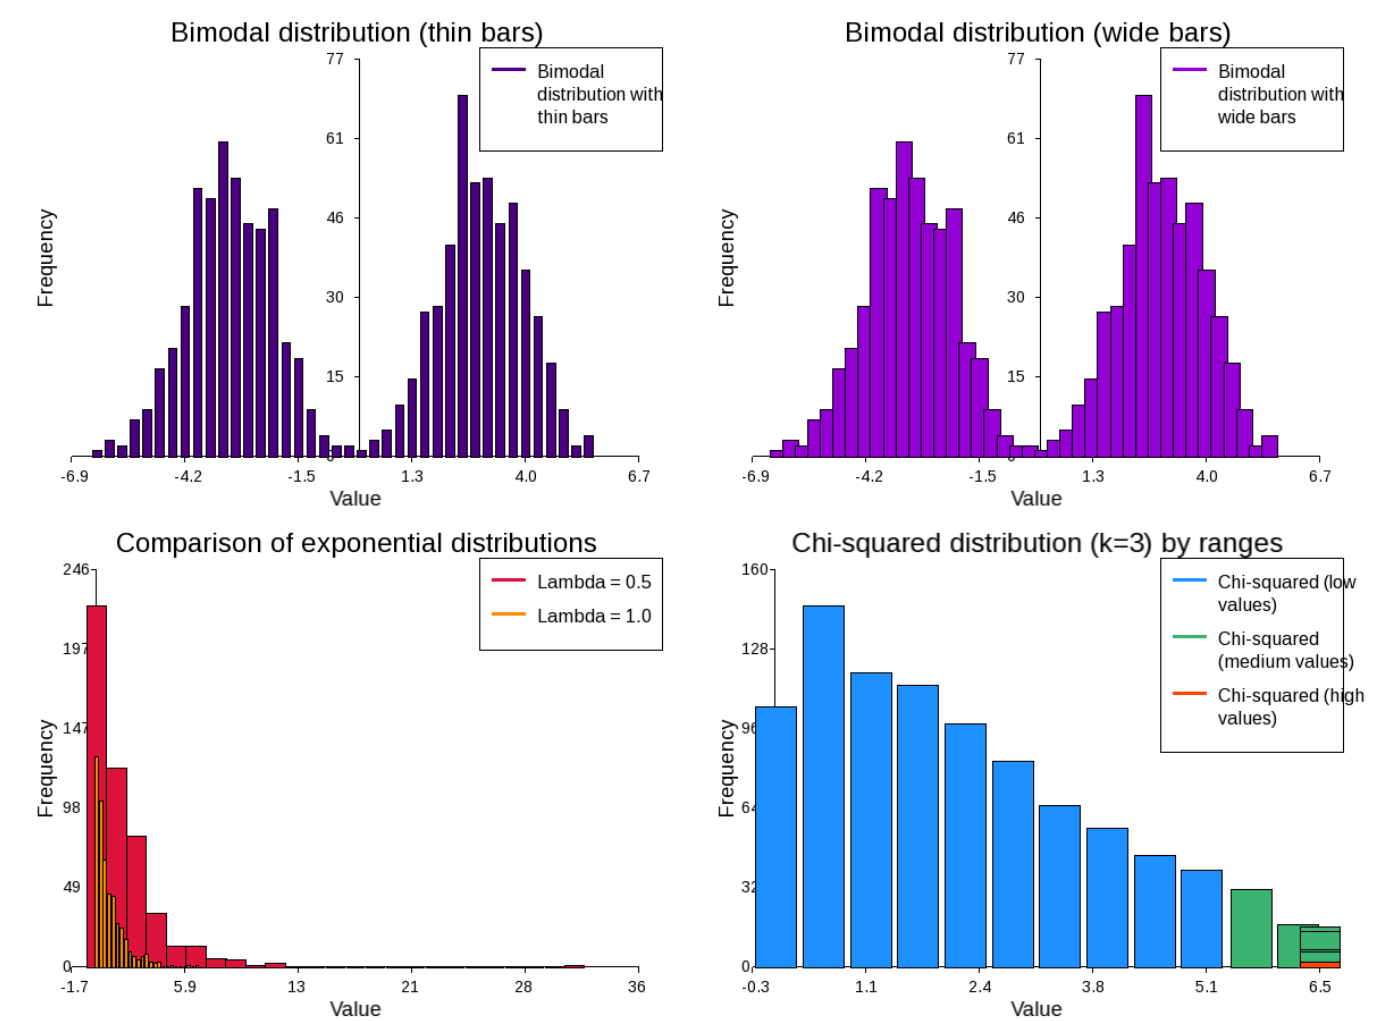 Bimodal distribution (thin bars)
77
61
46
30
15
0
Frequency
-6.9
-4.2
-1.5
1.3
4.0
6.7
Value
Bimodal
distribution with
thin bars
Bimodal distribution (wide bars)
77
61
46
30
15
0
Frequency
-6.9
-4.2
-1.5
1.3
4.0
6.7
Value
Bimodal
distribution with
wide bars
Comparison of exponential distributions
246
197
147
98
49
0
Frequency
-1.7
5.9
13
21
28
36
Value
Lambda = 0.5
Lambda = 1.0
Chi-squared distribution (k=3) by ranges
160
128
96
64
32
0
Frequency
-0.3
1.1
2.4
3.8
5.1
6.5
Value
Chi-squared (low
values)
Chi-squared
(medium values)
Chi-squared (high
values)